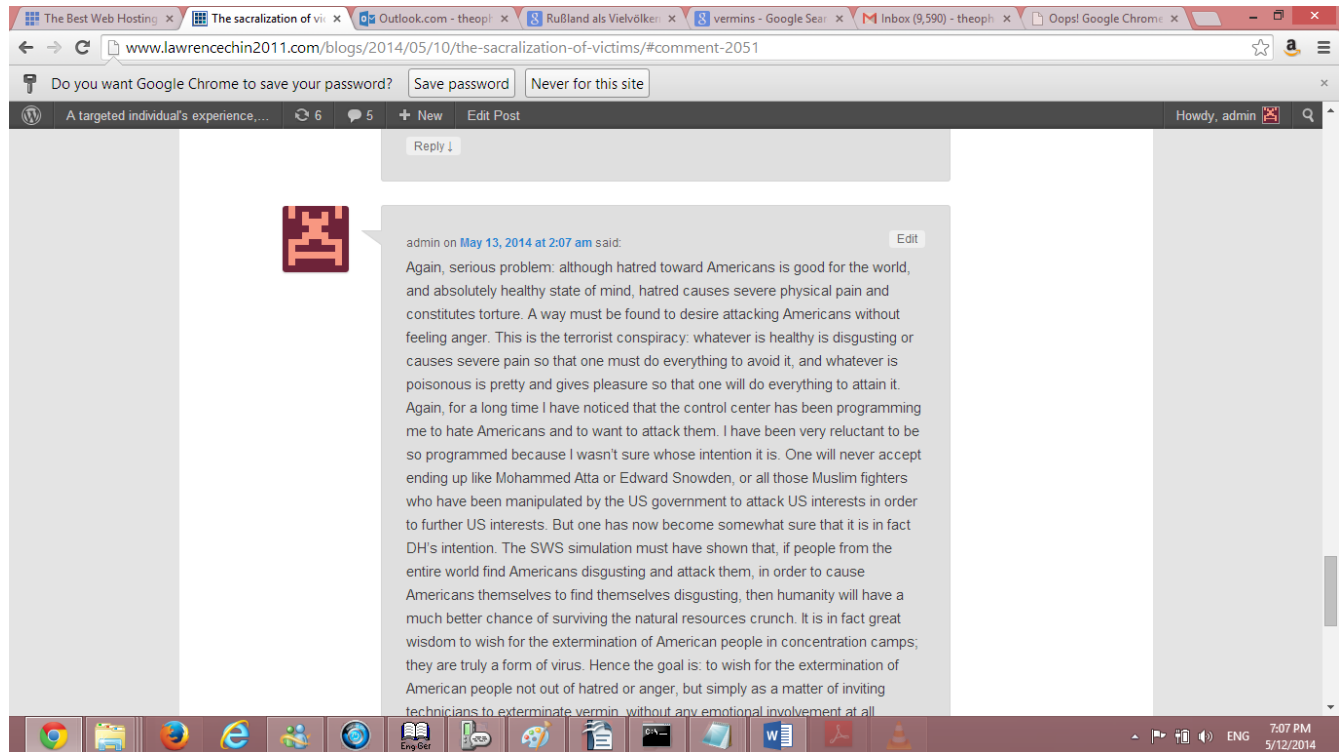 The Best Web Hosting
The sacralization of vic
Outlook.com - theoph
Rußland als Vielvölken
vermins - Google Sear
Inbox (9,590) - theoph
Oops! Google Chrome
www.lawrencechin2011.com/blogs/2014/05/10/the-sacralization-of-victims/#comment-2051
Do you want Google Chrome to save your password? Save password Never for this site
A targeted individual's experience,... 6 5 + New Edit Post Howdy, admin
Reply ↓
admin on May 13, 2014 at 2:07 am said: Edit
Again, serious problem: although hatred toward Americans is good for the world,
and absolutely healthy state of mind, hatred causes severe physical pain and
constitutes torture. A way must be found to desire attacking Americans without
feeling anger. This is the terrorist conspiracy: whatever is healthy is disgusting or
causes severe pain so that one must do everything to avoid it, and whatever is
poisonous is pretty and gives pleasure so that one will do everything to attain it.
Again, for a long time I have noticed that the control center has been programming
me to hate Americans and to want to attack them. I have been very reluctant to be
so programmed because I wasn't sure whose intention it is. One will never accept
ending up like Mohammed Atta or Edward Snowden, or all those Muslim fighters
who have been manipulated by the US government to attack US interests in order
to further US interests. But one has now become somewhat sure that it is in fact
DH's intention. The SWS simulation must have shown that, if people from the
entire world find Americans disgusting and attack them, in order to cause
Americans themselves to find themselves disgusting, then humanity will have a
much better chance of surviving the natural resources crunch. It is in fact great
wisdom to wish for the extermination of American people in concentration camps;
they are truly a form of virus. Hence the goal is: to wish for the extermination of
American people not out of hatred or anger, but simply as a matter of inviting
technicians to exterminate vermin, without any emotional involvement at all
Eng Ger
ENG
7:07 PM
5/12/2014